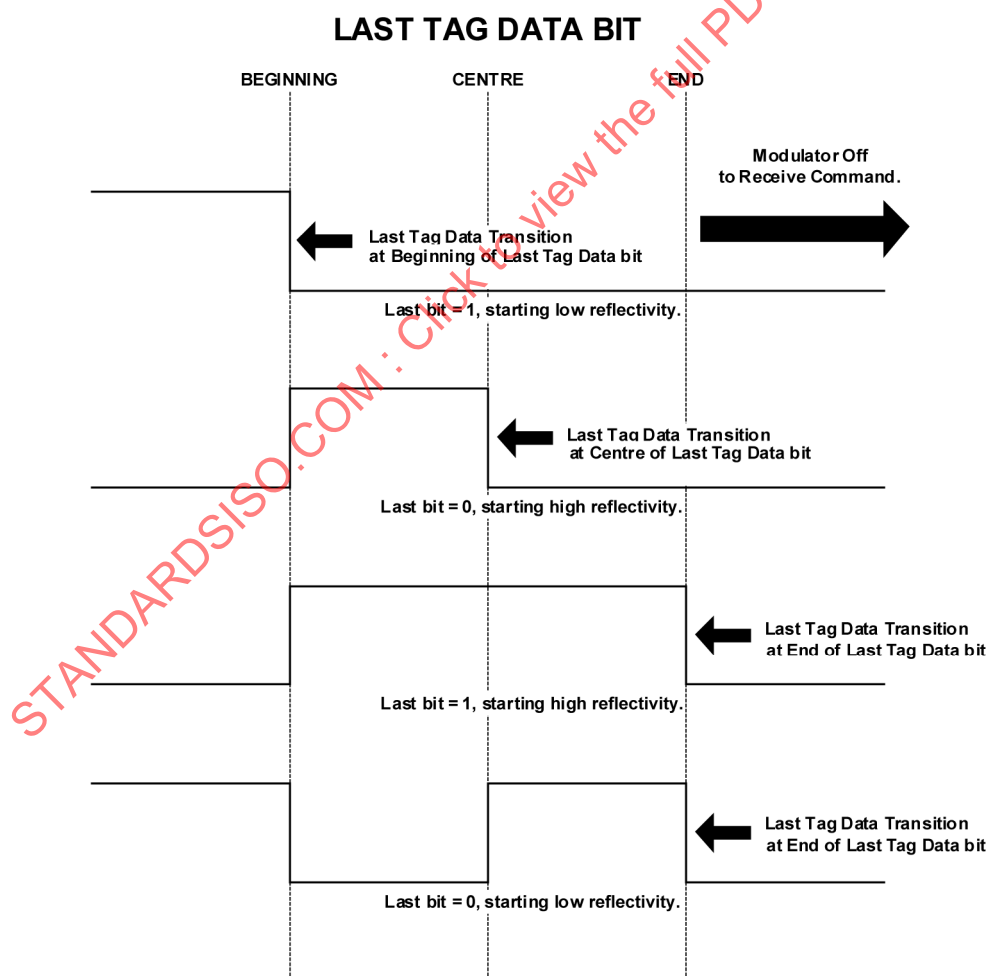 LAST TAG DATA BIT
BEGINNING
CENTRE
END
Modulator Off
to Receive Command.
Last Tag Data Transition
at Beginning of Last Tag Data bit
Last bit = 1, starting low reflectivity.
Last Tag Data Transition
at Centre of Last Tag Data bit
Last bit = 0, starting high reflectivity.
Last Tag Data Transition
at End of Last Tag Data bit
Last bit = 1, starting high reflectivity.
Last Tag Data Transition
at End of Last Tag Data bit
Last bit = 0, starting low reflectivity.
STANDARDSISO.COM : Click to view the full PD